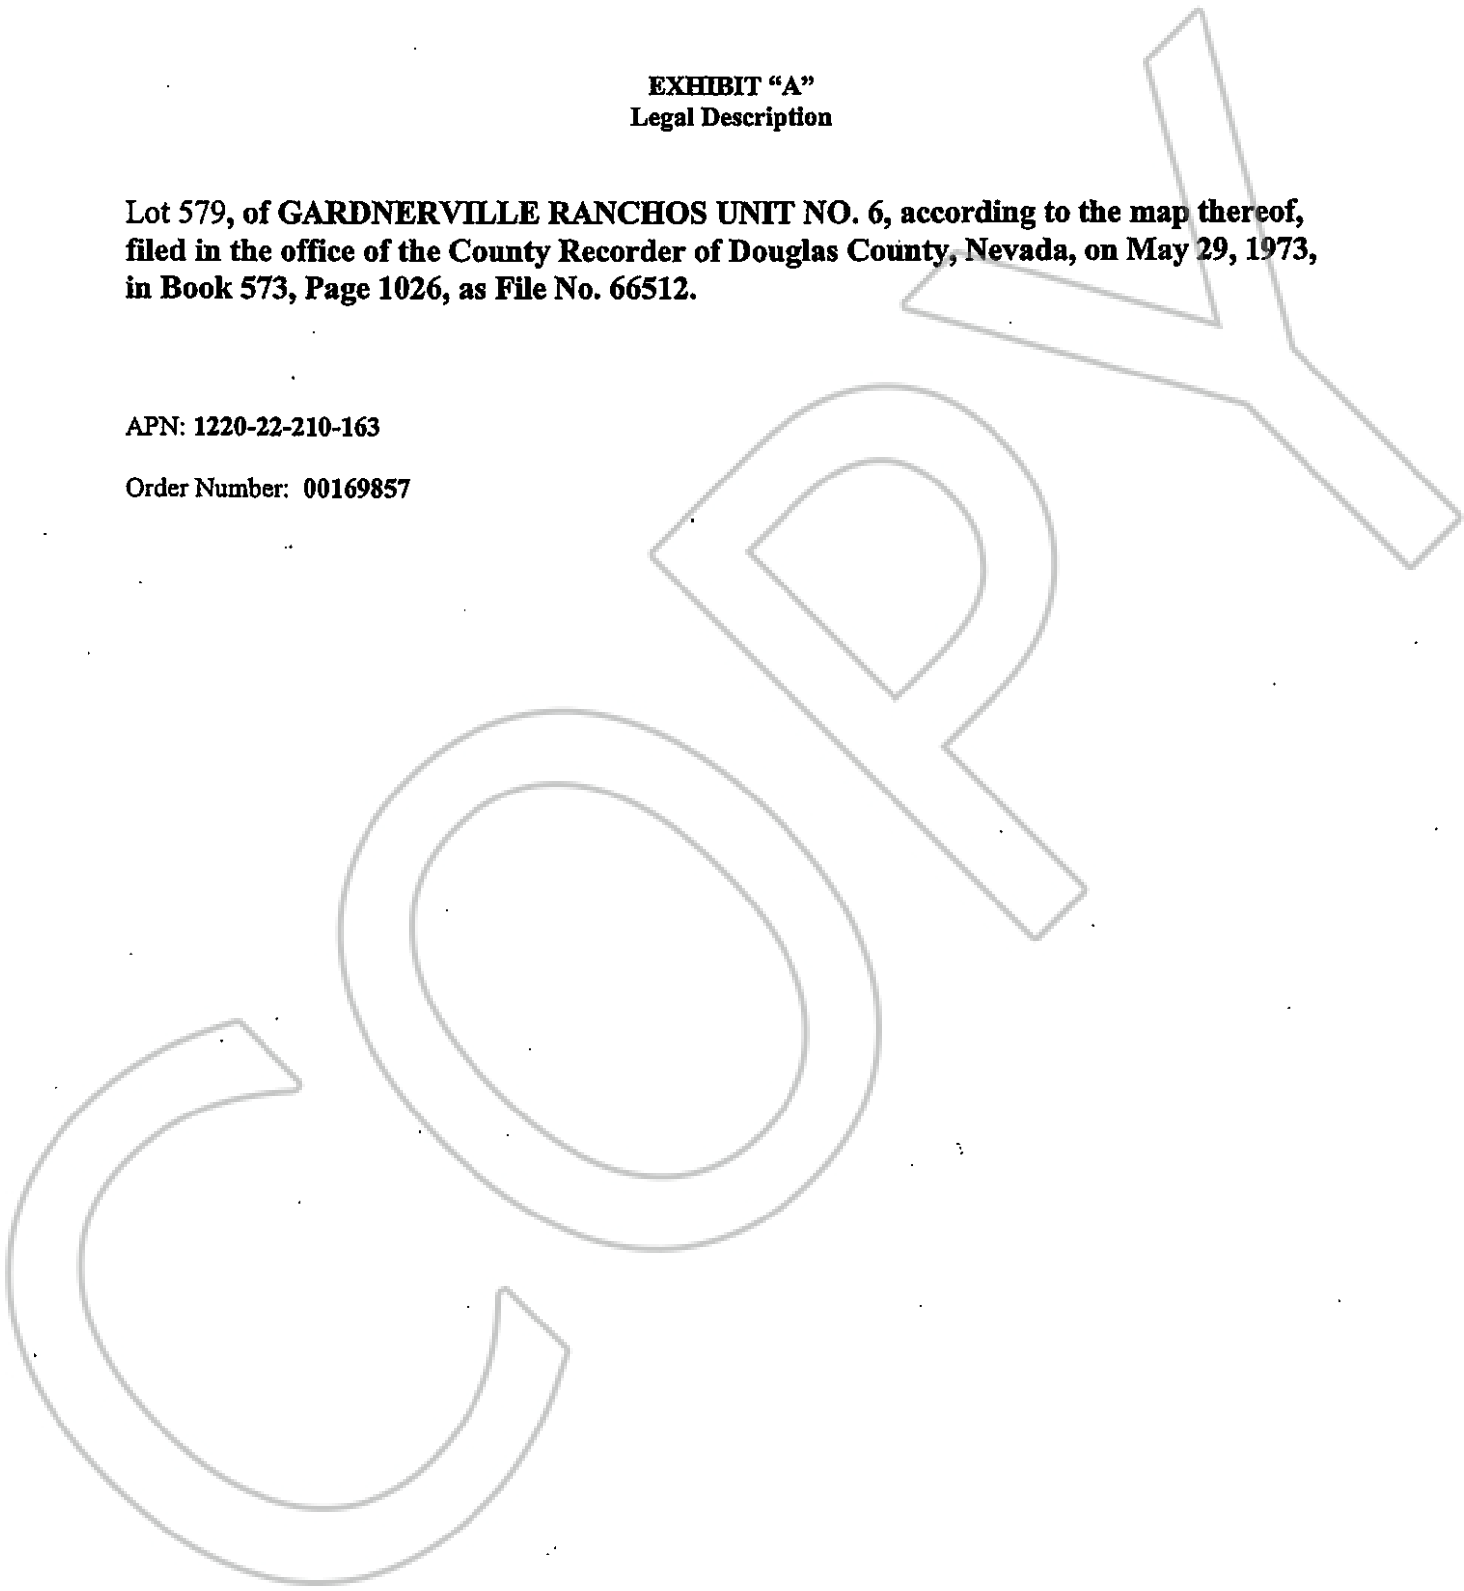 EXHIBIT “A”
Legal Description
Lot 579, of GARDNERVILLE RANCHOS UNIT NO. 6, according to the map thereof,
filed in the office of the County Recorder of Douglas County, Nevada, on May 29, 1973,
in Book 573, Page 1026, as File No. 66512.
APN: 1220-22-210-163
Order Number: 00169857
COPY